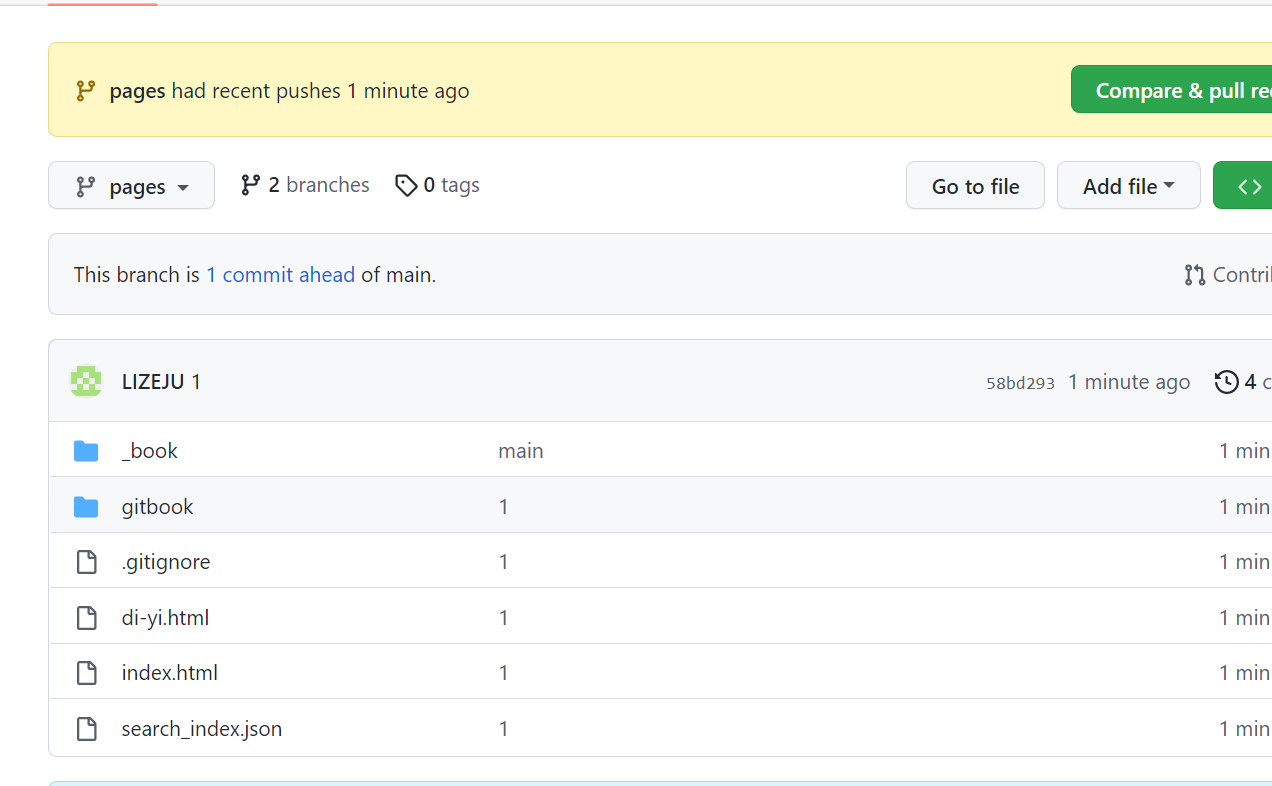 pages had recent pushes 1 minute ago
Compare & pull re
pages
2 branches
0 tags
Go to file
Add file
This branch is 1 commit ahead of main.
Contri
LIZEJU 1
58bd293 1 minute ago
4 c
_book main 1 min
gitbook 1 1 min
.gitignore 1 1 min
di-yi.html 1 1 min
index.html 1 1 min
search_index.json 1 1 min